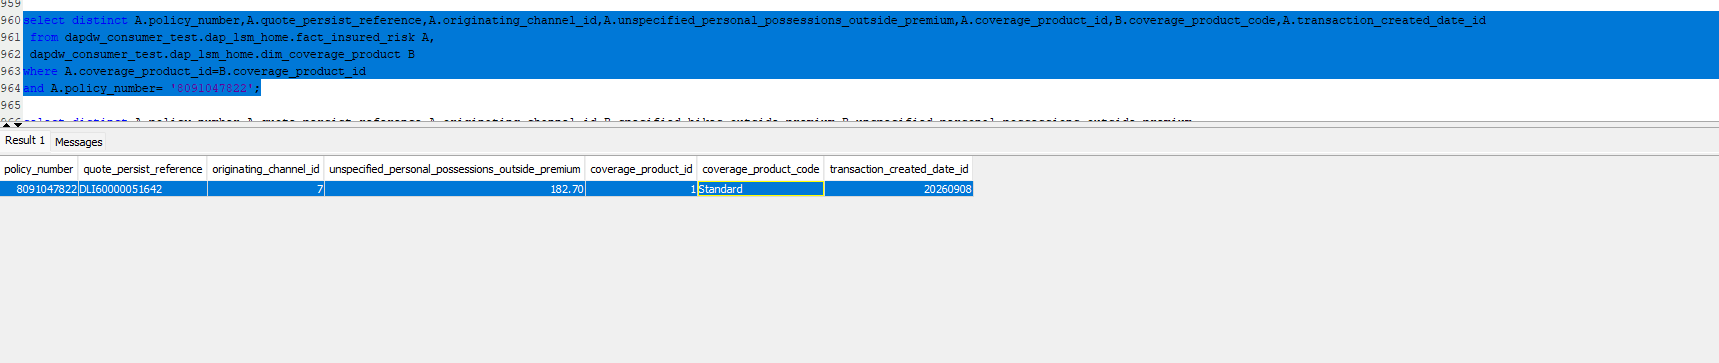 959
960 select distinct A.policy_number,A.quote_persist_reference,A.originating_channel_id,A.unspecified_personal_possessions_outside_premium,A.coverage_product_id,B.coverage_product_code,A.transaction_created_date_id
961 from dapdw_consumer_test.dap_lsm_home.fact_insured_risk A,
962 dapdw_consumer_test.dap_lsm_home.dim_coverage_product B
963 where A.coverage_product_id=B.coverage_product_id
964 and A.policy_number= '8091047822';
965
Result 1 Messages
policy_number quote_persist_reference originating_channel_id unspecified_personal_possessions_outside_premium coverage_product_id coverage_product_code transaction_created_date_id
8091047822 DLI60000051642 7 182.70 1 Standard 20260908